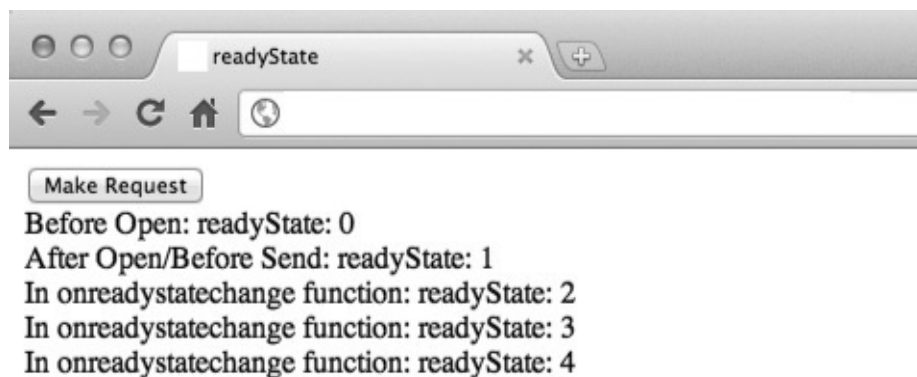 readyState
Make Request
Before Open: readyState: 0
After Open/Before Send: readyState: 1
In onreadystatechange function: readyState: 2
In onreadystatechange function: readyState: 3
In onreadystatechange function: readyState: 4